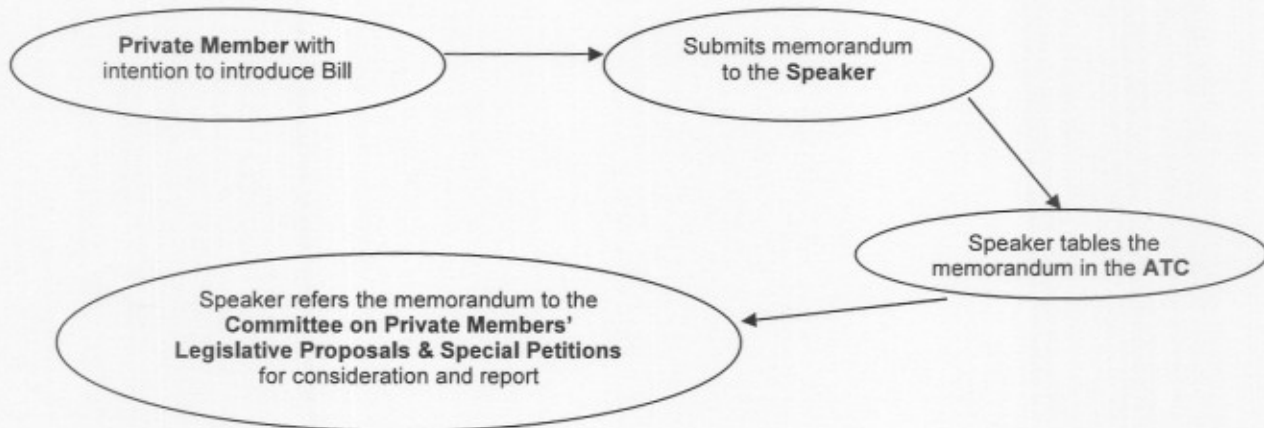 Private Member with
intention to introduce Bill
Submits memorandum
to the Speaker
Speaker tables the
memorandum in the ATC
Speaker refers the memorandum to the
Committee on Private Members'
Legislative Proposals & Special Petitions
for consideration and report